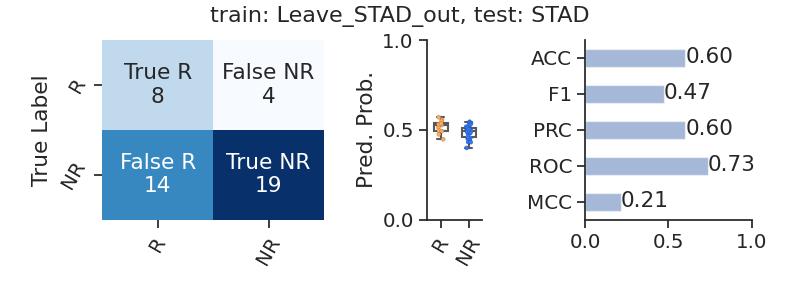 train: Leave_STAD_out, test: STAD
True Label
R
NR
True R
8
False NR
4
False R
14
True NR
19
R
NR
Pred. Prob.
1.0
0.5
0.0
R
NR
ACC
0.60
F1
0.47
PRC
0.60
ROC
0.73
MCC
0.21
0.0
0.5
1.0